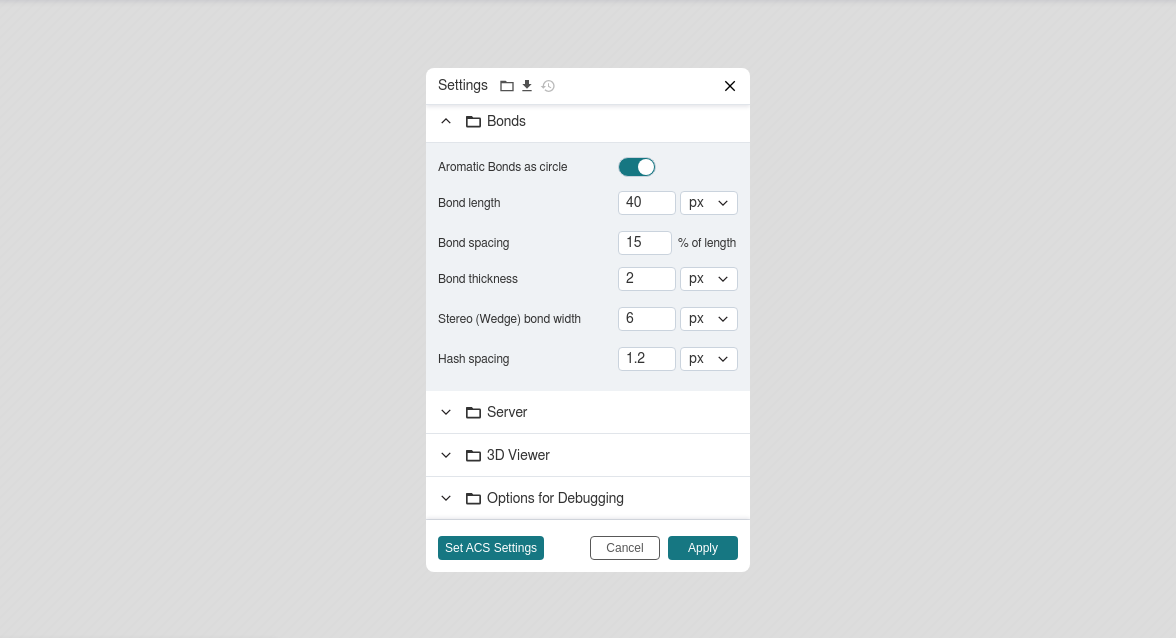 Settings
Bonds
Aromatic Bonds as circle
Bond length 40 px
Bond spacing 15 % of length
Bond thickness 2 px
Stereo (Wedge) bond width 6 px
Hash spacing 1.2 px
Server
3D Viewer
Options for Debugging
Set ACS Settings Cancel Apply